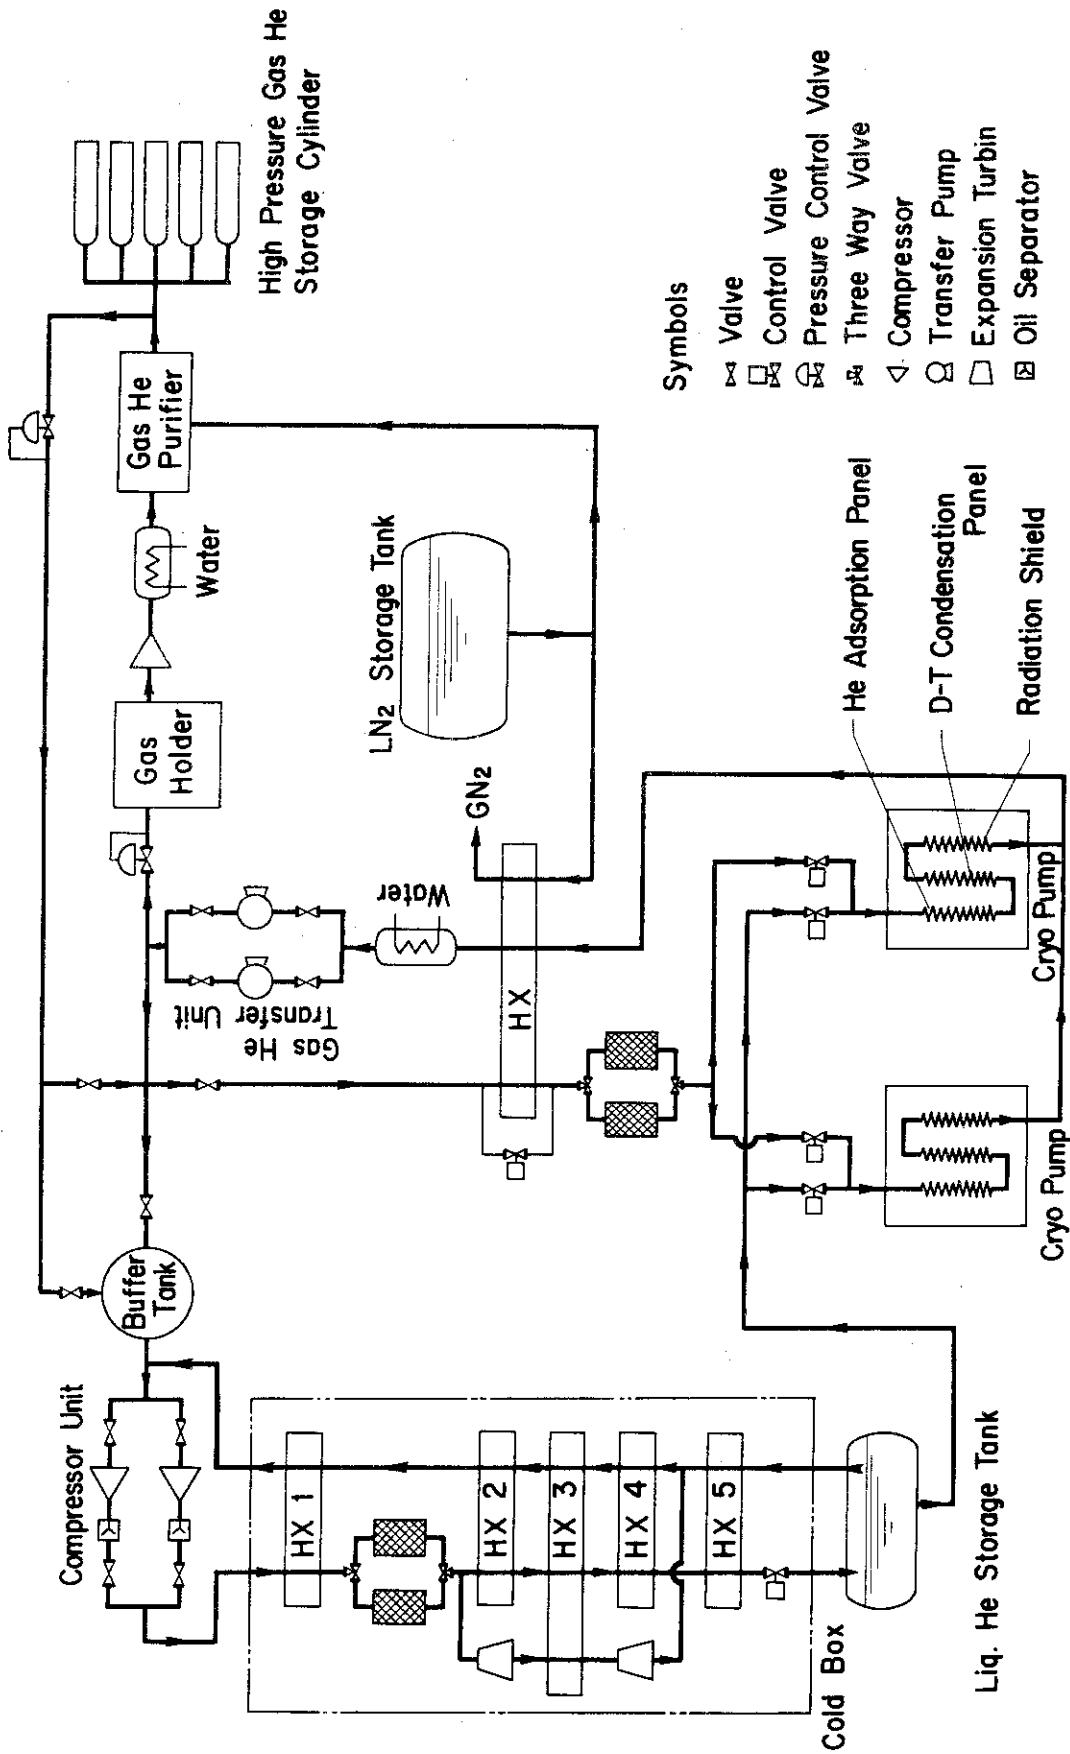 Compressor Unit
Buffer
Tank
Gas He
Transfer Unit
Water
Gas
Holder
Water
Gas He
Purifier
High Pressure Gas He
Storage Cylinder
HX 1
HX 2
HX 3
HX 4
HX 5
Cold Box
Liq. He Storage Tank
HX
GN2
LN2 Storage Tank
Cryo Pump
Cryo Pump
He Adsorption Panel
D-T Condensation
Panel
Radiation Shield
Symbols
Valve
Control Valve
Pressure Control Valve
Three Way Valve
Compressor
Transfer Pump
Expansion Turbin
Oil Separator